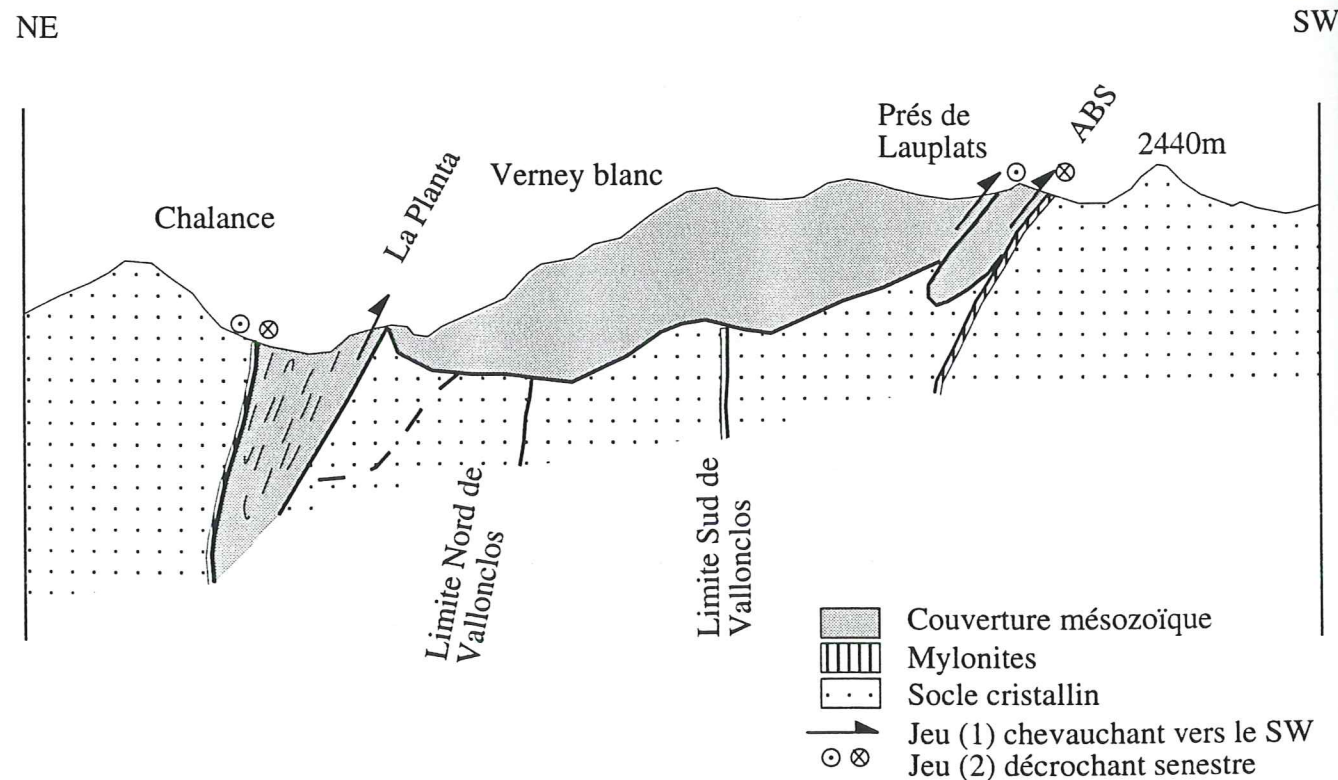 NE
SW
Prés de
Lauplats
ABS
2440m
La Planta
Verney blanc
Chalance
Limite Nord de
Vallonclos
Limite Sud de
Vallonclos
Couverture mésozoïque
Mylonites
Socle cristallin
Jeu (1) chevauchant vers le SW
Jeu (2) décrochant senestre